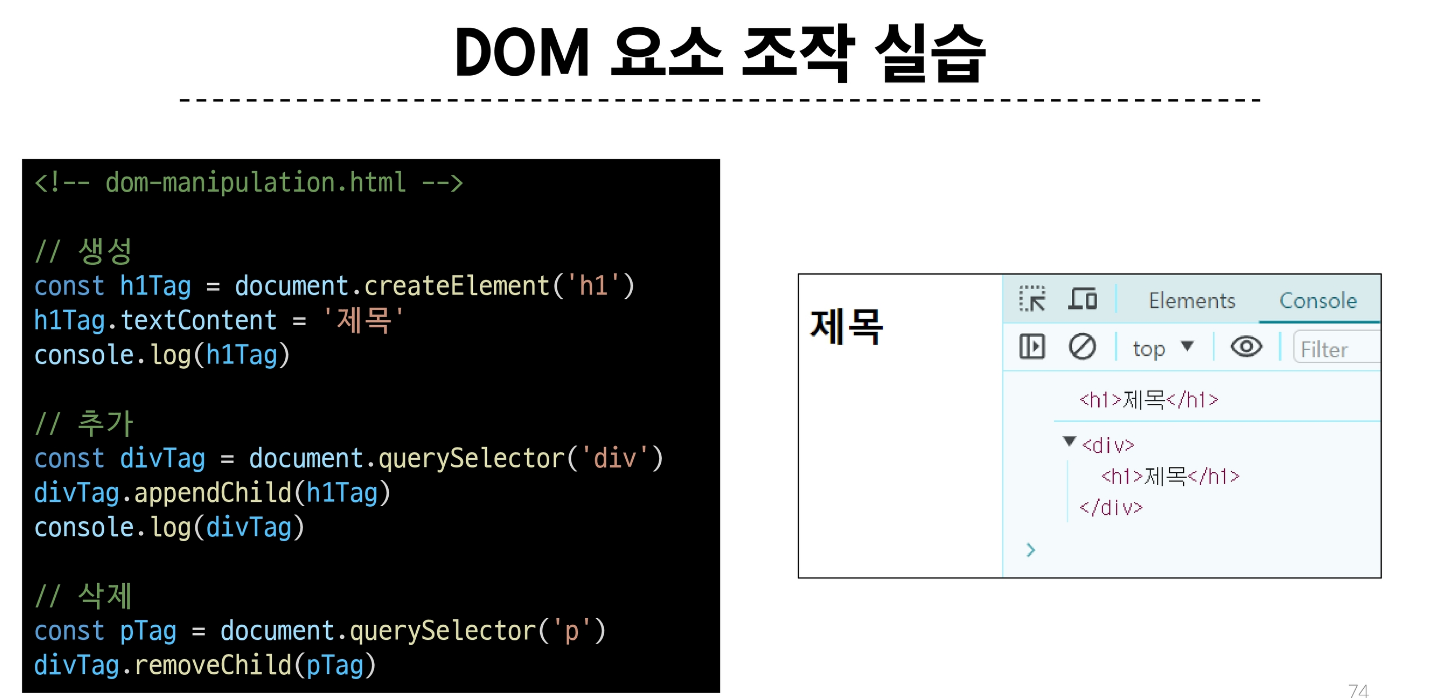 DOM 요소 조작 실습
<!-- dom-manipulation.html -->
// 생성
const h1Tag = document.createElement('h1')
h1Tag.textContent = '제목'
console.log(h1Tag)
// 추가
const divTag = document.querySelector('div')
divTag.appendChild(h1Tag)
console.log(divTag)
// 삭제
const pTag = document.querySelector('p')
divTag.removeChild(pTag)
제목
Elements Console
top Filter
<h1>제목</h1>
<div>
<h1>제목</h1>
</div>
74